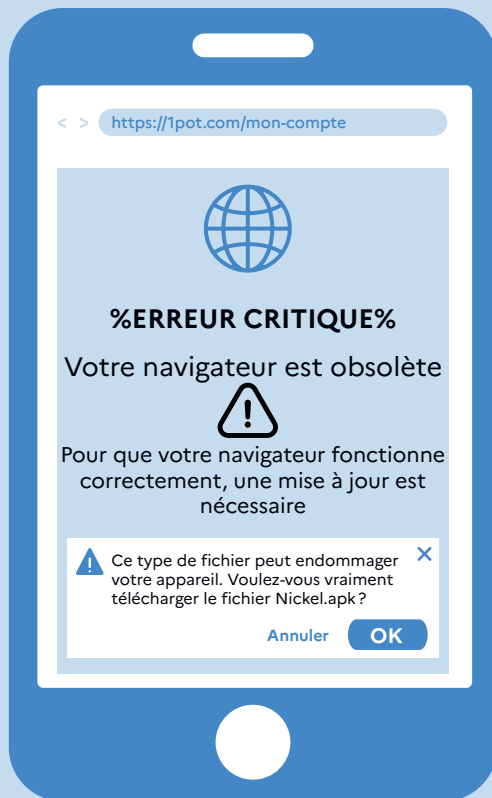 < > https://1pot.com/mon-compte
%ERREUR CRITIQUE%
Votre navigateur est obsolète
!
Pour que votre navigateur fonctionne
correctement, une mise à jour est
nécessaire
Ce type de fichier peut endommager
votre appareil. Voulez-vous vraiment
télécharger le fichier Nickel.apk ?
Annuler OK